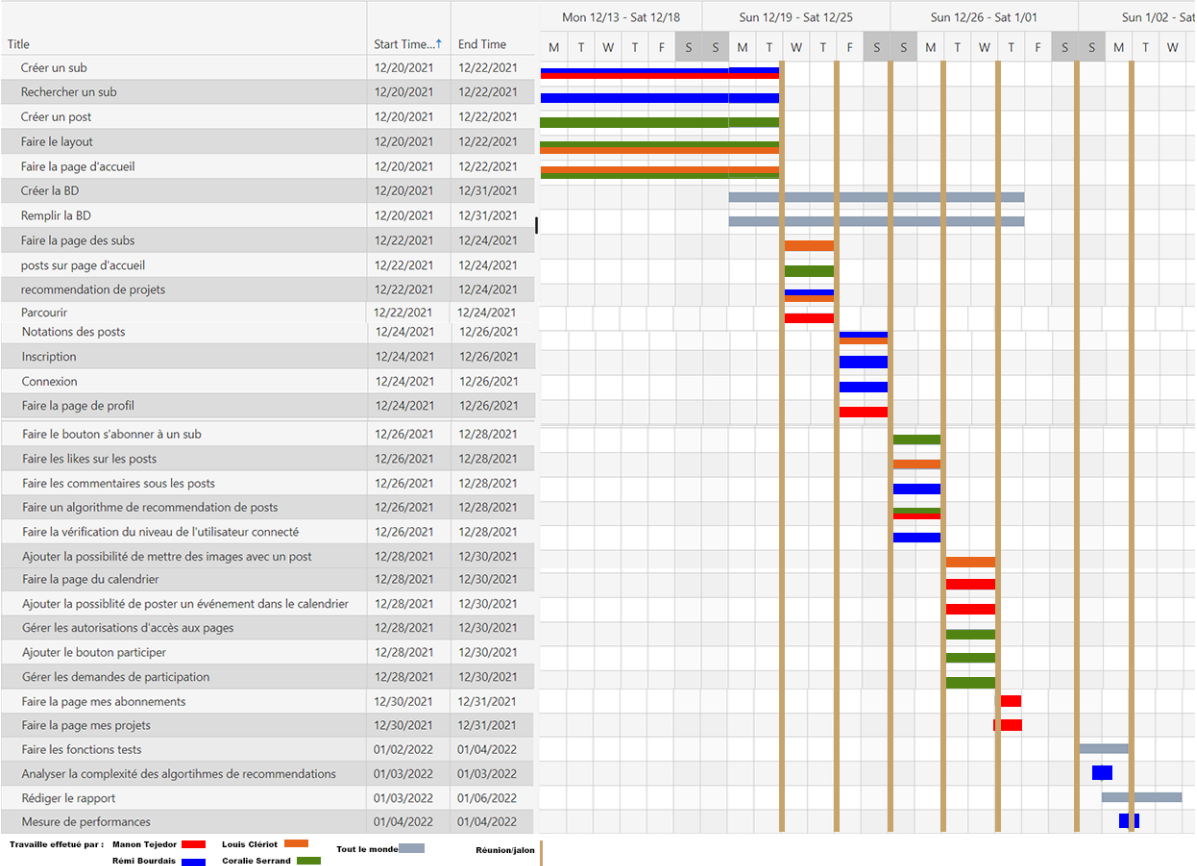 Mon 12/13 - Sat 12/18 Sun 12/19 - Sat 12/25 Sun 12/26 - Sat 1/01 Sun 1/02 - Sat
Title Start Time...↑ End Time M T W T F S S M T W T F S S M T W T F S S M T W
Créer un sub 12/20/2021 12/22/2021
Rechercher un sub 12/20/2021 12/22/2021
Créer un post 12/20/2021 12/22/2021
Faire le layout 12/20/2021 12/22/2021
Faire la page d'accueil 12/20/2021 12/22/2021
Créer la BD 12/20/2021 12/31/2021
Remplir la BD 12/20/2021 12/31/2021
Faire la page des subs 12/22/2021 12/24/2021
posts sur page d'accueil 12/22/2021 12/24/2021
recommendation de projets 12/22/2021 12/24/2021
Parcourir 12/22/2021 12/24/2021
Notations des posts 12/24/2021 12/26/2021
Inscription 12/24/2021 12/26/2021
Connexion 12/24/2021 12/26/2021
Faire la page de profil 12/24/2021 12/26/2021
Faire le bouton s'abonner à un sub 12/26/2021 12/28/2021
Faire les likes sur les posts 12/26/2021 12/28/2021
Faire les commentaires sous les posts 12/26/2021 12/28/2021
Faire un algorithme de recommendation de posts 12/26/2021 12/28/2021
Faire la vérification du niveau de l'utilisateur connecté 12/26/2021 12/28/2021
Ajouter la possibilité de mettre des images avec un post 12/28/2021 12/30/2021
Faire la page du calendrier 12/28/2021 12/30/2021
Ajouter la possiblité de poster un événement dans le calendrier 12/28/2021 12/30/2021
Gérer les autorisations d'accès aux pages 12/28/2021 12/30/2021
Ajouter le bouton participer 12/28/2021 12/30/2021
Gérer les demandes de participation 12/28/2021 12/30/2021
Faire la page mes abonnements 12/30/2021 12/31/2021
Faire la page mes projets 12/30/2021 12/31/2021
Faire les fonctions tests 01/02/2022 01/04/2022
Analyser la complexité des algortihmes de recommendations 01/03/2022 01/03/2022
Rédiger le rapport 01/03/2022 01/06/2022
Mesure de performances 01/04/2022 01/04/2022
Travaille effetué par : Manon Tejedor Louis Clériot Tout le monde Réunion/jalon
Rémi Bourdais Coralie Serrand